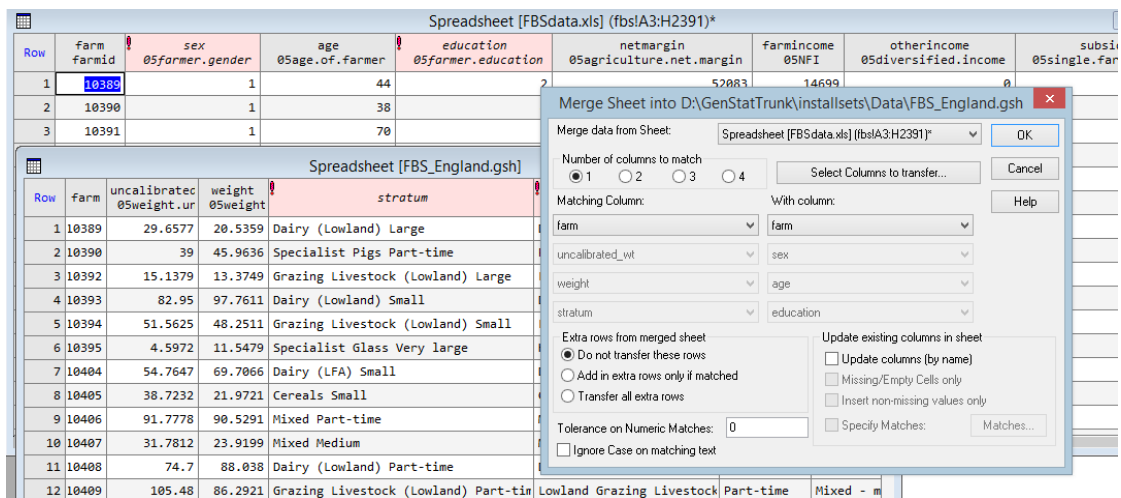 Spreadsheet [FBSdata.xls] (fbs!A3:H2391)*
Row farm sex age education netmargin farmincome otherincome subsi
farmid 05farmer.gender 05age.of.farmer 05farmer.education 05agriculture.net.margin 05NFI 05diversified.income 05single.far
1 10389 1 44 2 52083 14699 0
2 10390 1 38
3 10391 1 70
Merge Sheet into D:\GenStatTrunk\installsets\Data\FBS_England.gsh
Merge data from Sheet: Spreadsheet [FBSdata.xls] (fbs!A3:H2391)* OK
Number of columns to match
1 2 3 4 Select Columns to transfer... Cancel
Matching Column: With column: Help
farm farm
uncalibrated_wt sex
weight age
stratum education
Extra rows from merged sheet Update existing columns in sheet
Do not transfer these rows Update columns (by name)
Add in extra rows only if matched Missing/Empty Cells only
Transfer all extra rows Insert non-missing values only
Tolerance on Numeric Matches: 0 Specify Matches: Matches...
Ignore Case on matching text
Spreadsheet [FBS_England.gsh]
Row farm uncalibrated weight stratum
05weight.ur 05weight
1 10389 29.6577 20.5359 Dairy (Lowland) Large
2 10390 39 45.9636 Specialist Pigs Part-time
3 10392 15.1379 13.3749 Grazing Livestock (Lowland) Large
4 10393 82.95 97.7611 Dairy (Lowland) Small
5 10394 51.5625 48.2511 Grazing Livestock (Lowland) Small
6 10395 4.5972 11.5479 Specialist Glass Very large
7 10404 54.7647 69.7066 Dairy (LFA) Small
8 10405 38.7232 21.9721 Cereals Small
9 10406 91.7778 90.5291 Mixed Part-time
10 10407 31.7812 23.9199 Mixed Medium
11 10408 74.7 88.038 Dairy (Lowland) Part-time
12 10409 105.48 86.2921 Grazing Livestock (Lowland) Part-tim Lowland Grazing Livestock Part-time Mixed - m